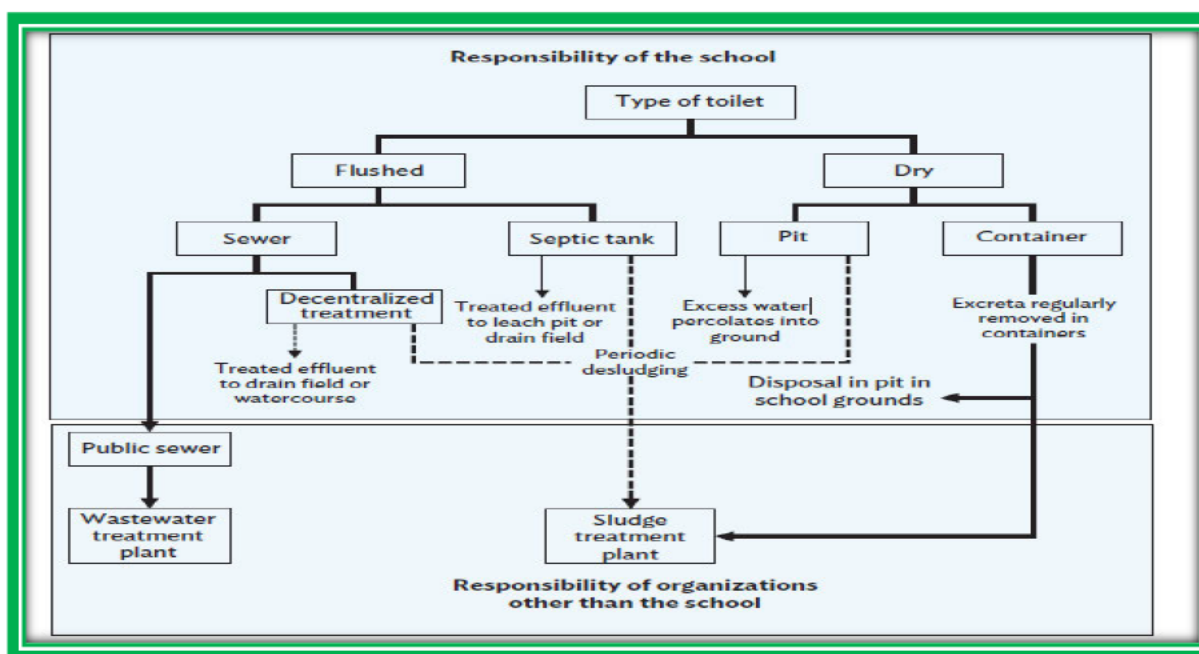 Responsibility of the school
Type of toilet
Flushed
Dry
Sewer
Septic tank
Pit
Container
Decentralized
treatment
Treated effluent
to leach pit or
drain field
Excess water
percolates into
ground
Excreta regularly
removed in
containers
Treated effluent
to drain field or
watercourse
Periodic
desludging
Disposal in pit in
school grounds
Public sewer
Wastewater
treatment
plant
Sludge
treatment
plant
Responsibility of organizations
other than the school